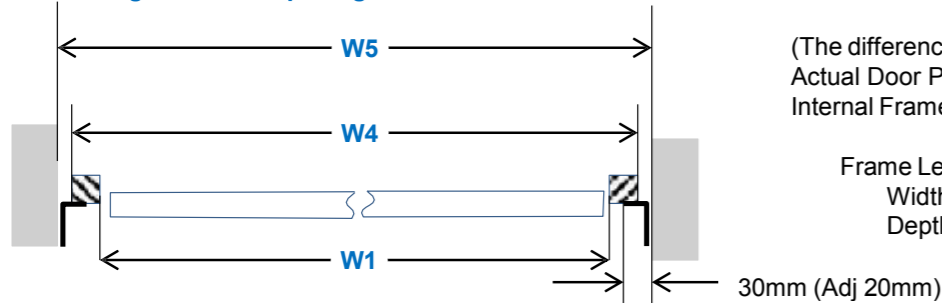 W5
(The differenc
Actual Door P
Internal Frame
W4
Frame Le
Width
Depth
W1
30mm (Adj 20mm)